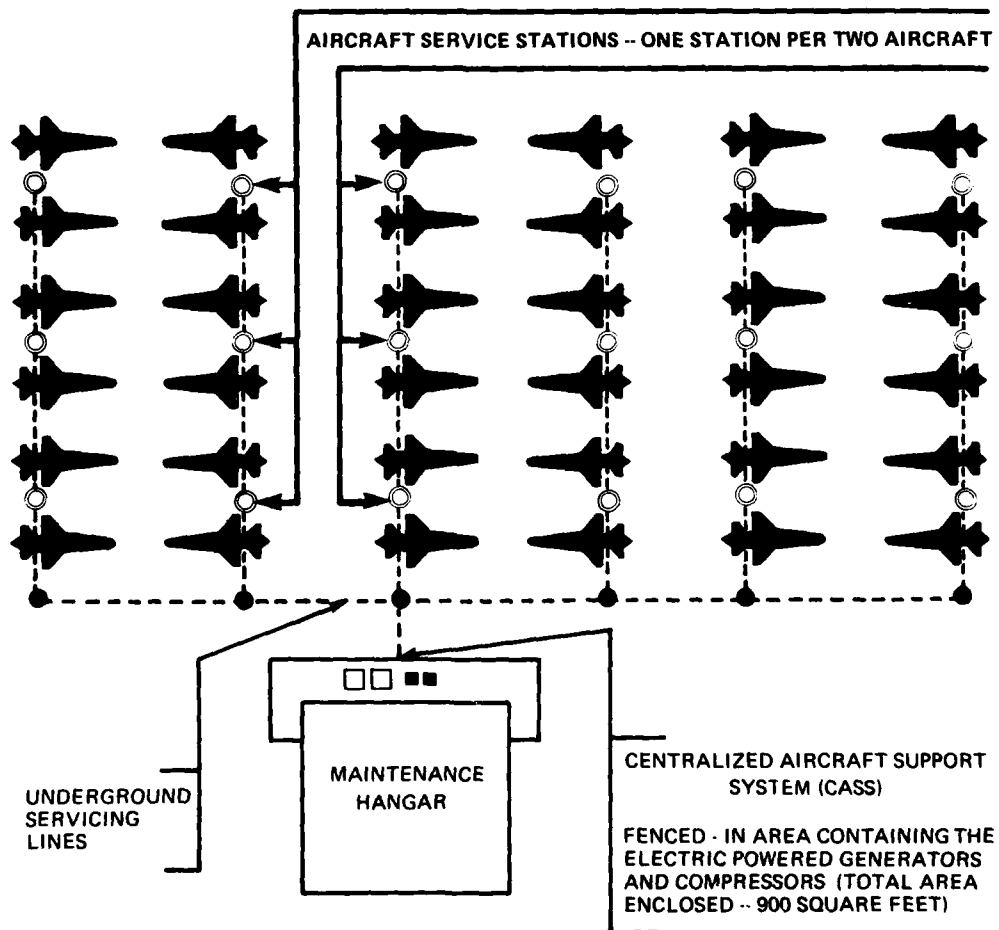 AIRCRAFT SERVICE STATIONS -- ONE STATION PER TWO AIRCRAFT
UNDERGROUND
SERVICING
LINES
MAINTENANCE
HANGAR
CENTRALIZED AIRCRAFT SUPPORT
SYSTEM (CASS)
FENCED - IN AREA CONTAINING THE
ELECTRIC POWERED GENERATORS
AND COMPRESSORS (TOTAL AREA
ENCLOSED -- 900 SQUARE FEET)